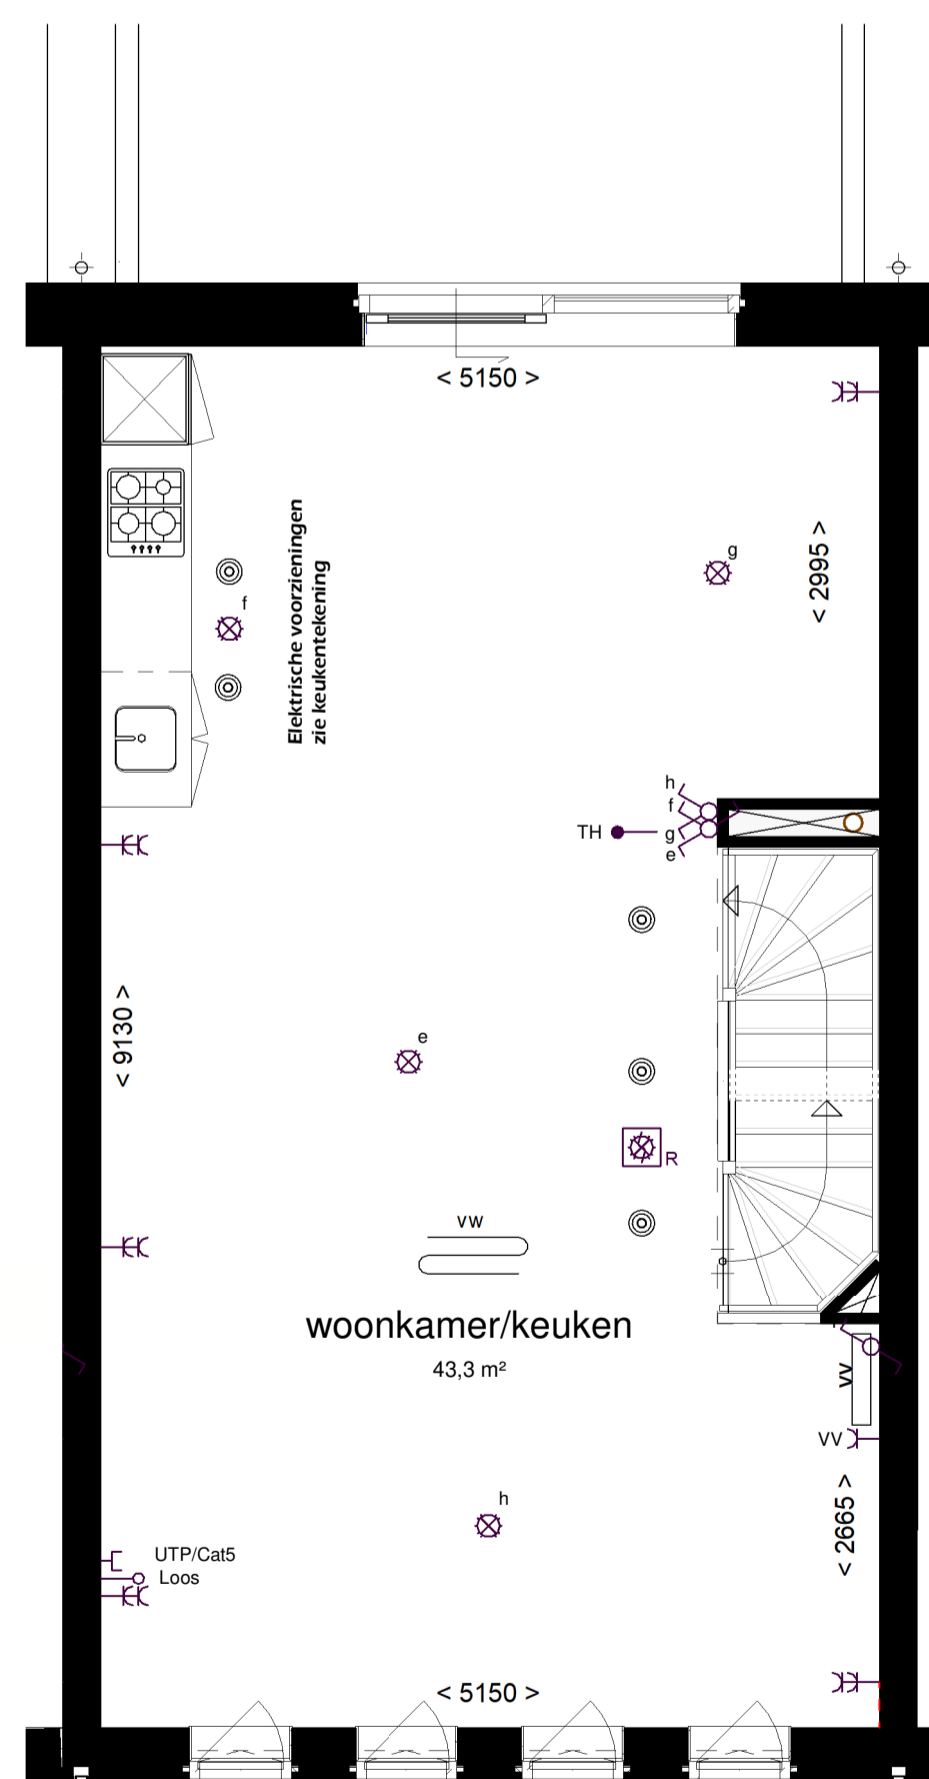 < 5150 >
< 2995 >
g
f
Elektrische voorzieningen
zie keukentekening
h
f
TH
g
e
< 9130 >
e
R
vw
woonkamer/keuken
43,3 m²
VV
VV
< 2665 >
h
UTP/Cat5
Loos
< 5150 >